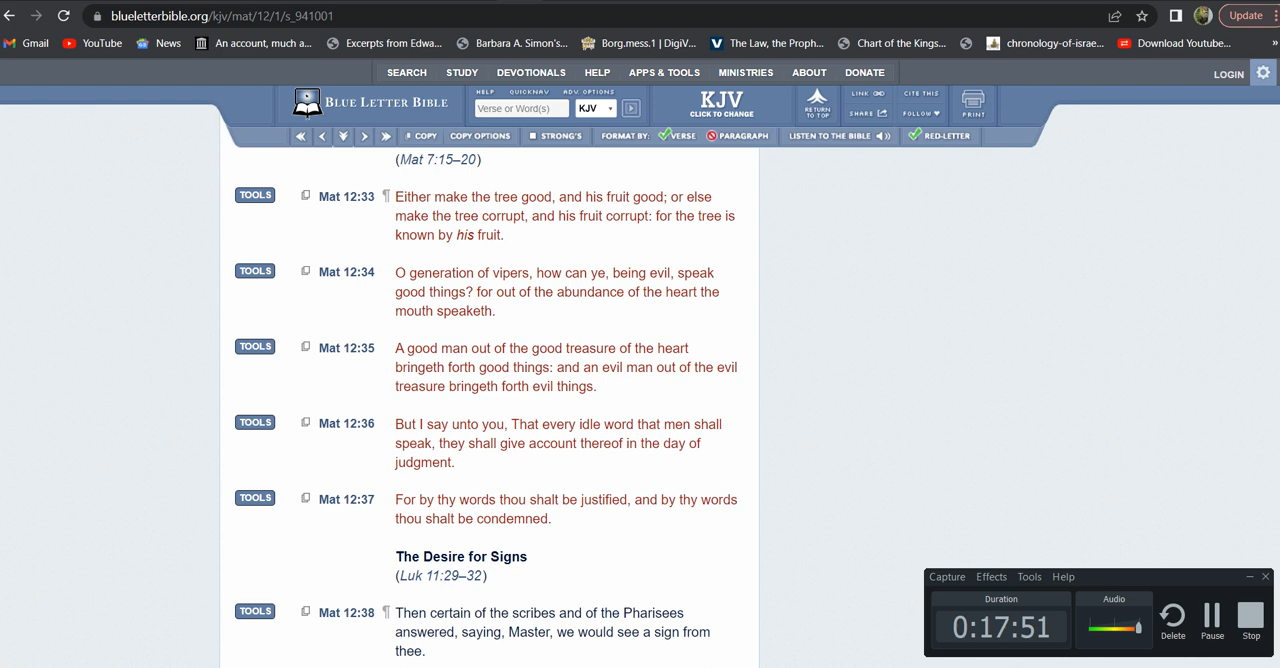 blueletterbible.org/kjv/mat/12/1/s_941001
Update
Gmail YouTube News An account, much a... Excerpts from Edwa... Barbara A. Simon's... Borg.mess.1 | DigiV... The Law, the Proph... Chart of the Kings... chronology-of-israe... Download Youtube... »
SEARCH STUDY DEVOTIONALS HELP APPS & TOOLS MINISTRIES ABOUT DONATE LOGIN
HELP QUICKNAV ADV. OPTIONS
BLUE LETTER BIBLE
Verse or Word(s) KJV
KJV
CLICK TO CHANGE
RETURN
TO TOP
LINK CITE THIS
SHARE FOLLOW
PRINT
COPY COPY OPTIONS STRONG'S FORMAT BY: VERSE PARAGRAPH LISTEN TO THE BIBLE RED-LETTER
(Mat 7:15–20)
TOOLS Mat 12:33 ¶ Either make the tree good, and his fruit good; or else
make the tree corrupt, and his fruit corrupt: for the tree is
known by his fruit.
TOOLS Mat 12:34 O generation of vipers, how can ye, being evil, speak
good things? for out of the abundance of the heart the
mouth speaketh.
TOOLS Mat 12:35 A good man out of the good treasure of the heart
bringeth forth good things: and an evil man out of the evil
treasure bringeth forth evil things.
TOOLS Mat 12:36 But I say unto you, That every idle word that men shall
speak, they shall give account thereof in the day of
judgment.
TOOLS Mat 12:37 For by thy words thou shalt be justified, and by thy words
thou shalt be condemned.
The Desire for Signs
(Luk 11:29–32)
TOOLS Mat 12:38 ¶ Then certain of the scribes and of the Pharisees
answered, saying, Master, we would see a sign from
thee.
Capture Effects Tools Help
Duration Audio
0:17:51
Delete Pause Stop